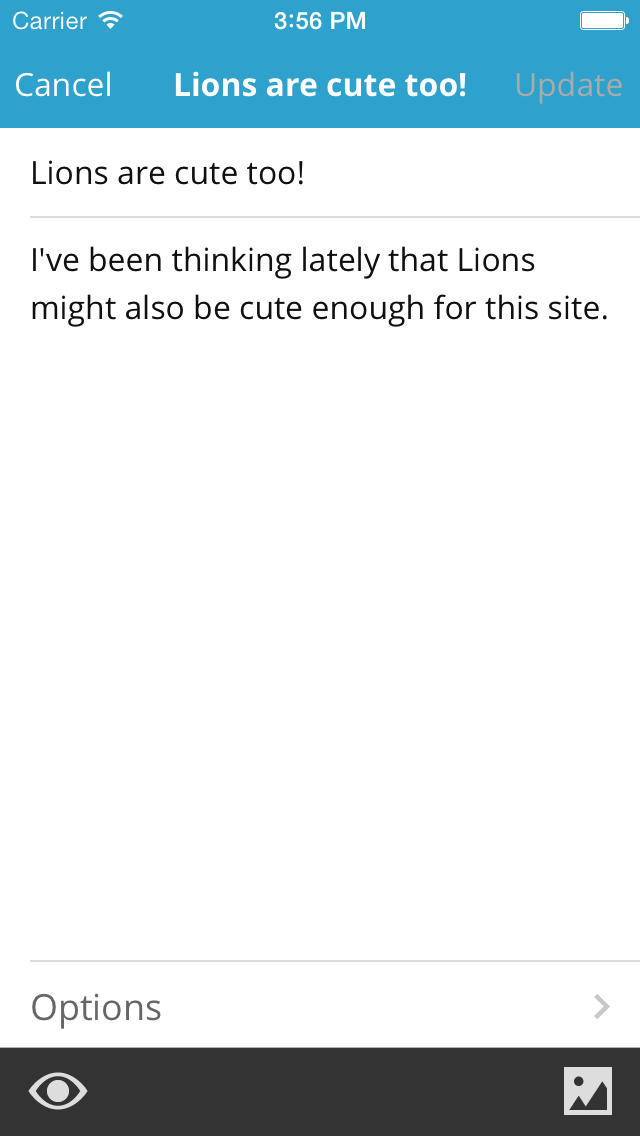 Carrier 3:56 PM
Cancel Lions are cute too! Update
Lions are cute too!
I've been thinking lately that Lions
might also be cute enough for this site.
Options